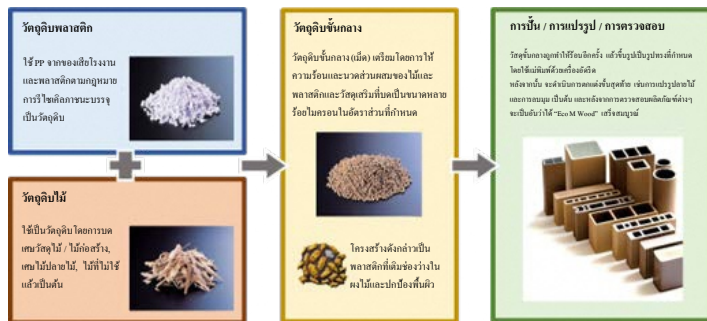 วัตถุดิบพลาสติก
ใช้ PP จากของเสียโรงงาน
และพลาสติกตามกฎหมาย
การรีไซเคิลภาชนะบรรจุ
เป็นวัตถุดิบ
วัตถุดิบไม้
ใช้เป็นวัตถุดิบโดยการบด
เศษวัสดุไม้ / ไม้ก่อสร้าง,
เศษไม้ปลายไม้, ไม้ที่ไม่ใช้
แล้วเป็นต้น
วัตถุดิบขั้นกลาง
วัตถุดิบขั้นกลาง (เม็ด) เตรียมโดยการให้
ความร้อนและนวดส่วนผสมของไม้และ
พลาสติกและวัสดุเสริมที่บดเป็นขนาดหลาย
ร้อยไมครอนในอัตราส่วนที่กำหนด
โครงสร้างดังกล่าวเป็น
พลาสติกที่เติมช่องว่างใน
ผงไม้และปกป้องพื้นผิว
การปั้น / การแปรรูป / การตรวจสอบ
วัสดุขั้นกลางถูกทำให้ร้อนอีกครั้ง แล้วขึ้นรูปเป็นรูปทรงที่กำหนด
โดยใช้แม่พิมพ์ด้วยเครื่องอัดรีด
หลังจากนั้น จะดำเนินการตกแต่งขั้นสุดท้าย เช่นการแปรรูปลายไม้
และการลบมุม เป็นต้น และหลังจากการตรวจสอบผลิตภัณฑ์ต่างๆ
จะเป็นอันว่าได้ “Eco M Wood” เสร็จสมบูรณ์